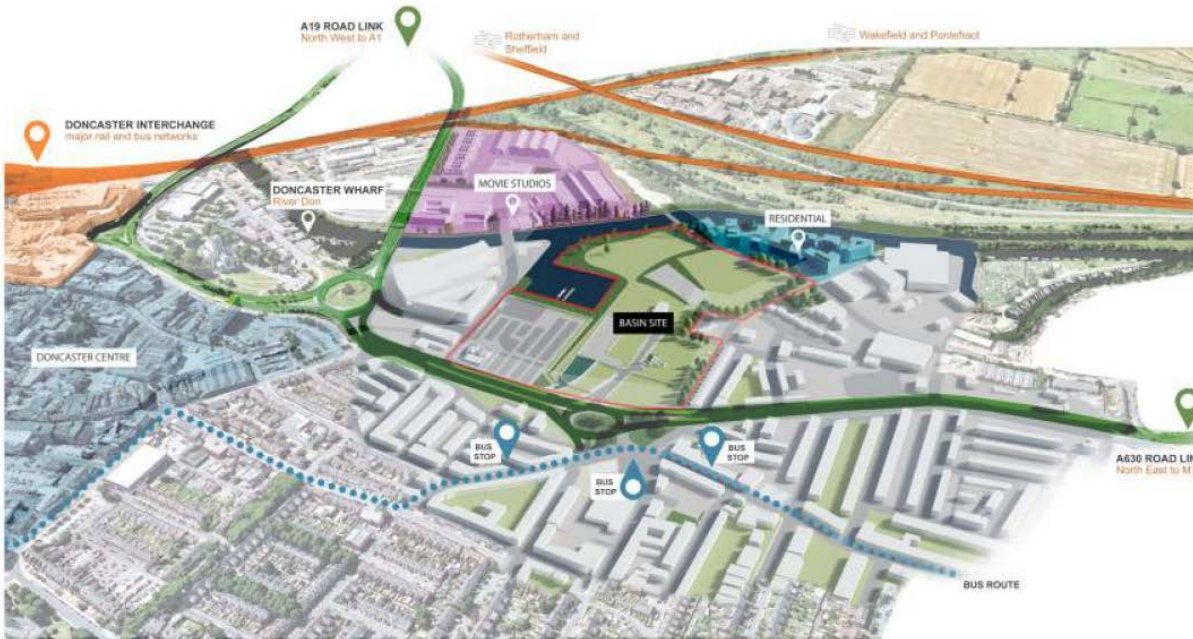 A19 ROAD LINK
North West to A1
Rotherham and
Sheffield
Wakefield and Pontefract
DONCASTER INTERCHANGE
major rail and bus networks
DONCASTER WHARF
River Don
MOVIE STUDIOS
RESIDENTIAL
BASIN SITE
DONCASTER CENTRE
BUS
STOP
BUS
STOP
BUS
STOP
A630 ROAD LIN
North East to M1
BUS ROUTE